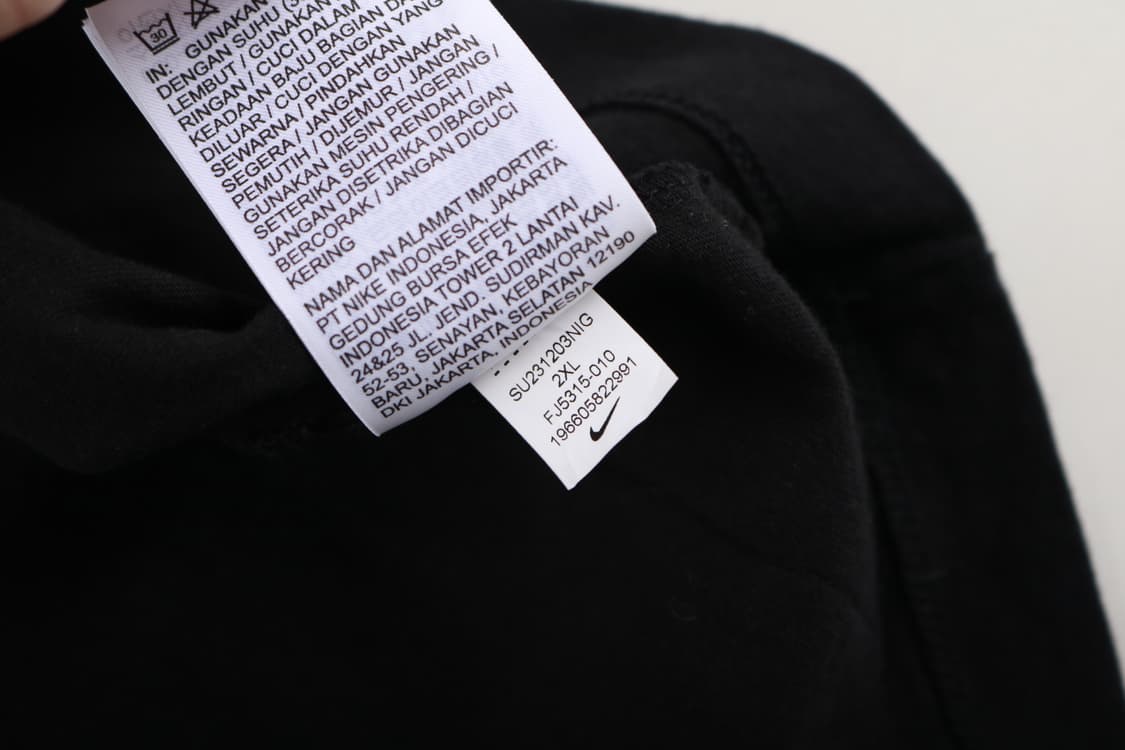 30
IN: GUNAKAN
DENGAN SUHU
LEMBUT / GUNAKAN
RINGAN / CUCI DALAM
KEADAAN BAJU BAGIAN
DILUAR / CUCI DENGAN YANG
SEWARNA / PINDAHKAN
SEGERA / JANGAN GUNAKAN
PEMUTIH / DIJEMUR / JANGAN
GUNAKAN MESIN PENGERING /
SETERIKA SUHU RENDAH /
JANGAN DISETRIKA DIBAGIAN
BERCORAK / JANGAN DICUCI
KERING
NAMA DAN ALAMAT IMPORTIR:
PT NIKE INDONESIA, JAKARTA
GEDUNG BURSA EFEK
INDONESIA TOWER 2 LANTAI
24&25 JL. JEND. SUDIRMAN KAV.
52-53, SENAYAN, KEBAYORAN
BARU, JAKARTA SELATAN 12190
DKI JAKARTA, INDONESIA
SU231203NIG
2XL
FJ5315-010
196605822991